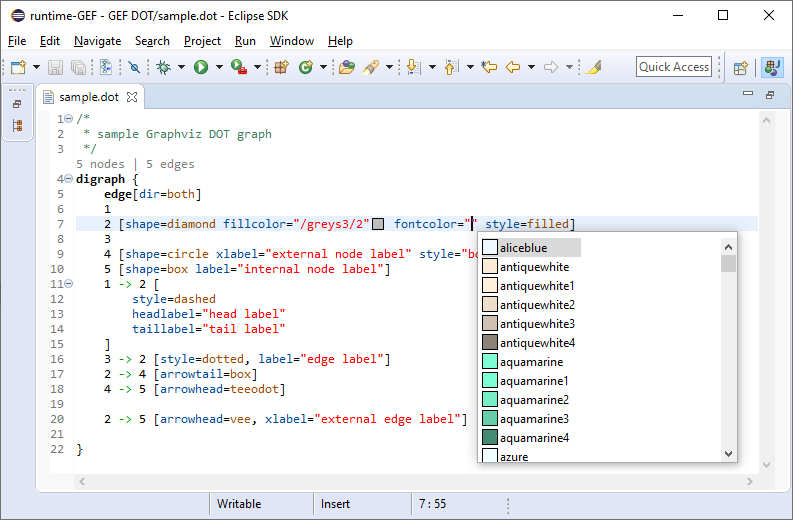 runtime-GEF - GEF DOT/sample.dot - Eclipse SDK
File Edit Navigate Search Project Run Window Help
Quick Access
sample.dot
1 /*
2 * sample Graphviz DOT graph
3 */
5 nodes | 5 edges
4 digraph {
5 edge[dir=both]
6 1
7 2 [shape=diamond fillcolor="/greys3/2" fontcolor="" style=filled]
8 3
9 4 [shape=circle xlabel="external node label" style="bo
10 5 [shape=box label="internal node label"]
11 1 -> 2 [
12 style=dashed
13 headlabel="head label"
14 taillabel="tail label"
15 ]
16 3 -> 2 [style=dotted, label="edge label"]
17 2 -> 4 [arrowtail=box]
18 4 -> 5 [arrowhead=teeodot]
19
20 2 -> 5 [arrowhead=vee, xlabel="external edge label"]
21
22 }
aliceblue
antiquewhite
antiquewhite1
antiquewhite2
antiquewhite3
antiquewhite4
aquamarine
aquamarine1
aquamarine2
aquamarine3
aquamarine4
azure
Writable Insert 7 : 55